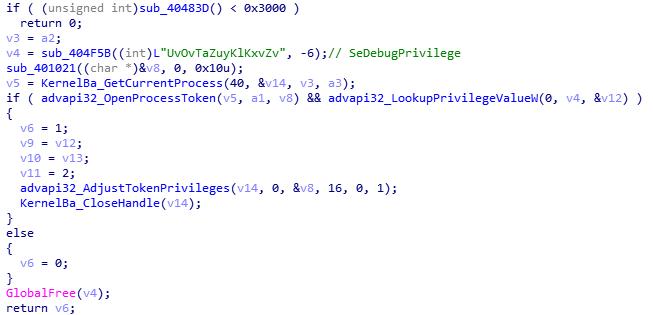 if ( (unsigned int)sub_40483D() < 0x3000 )
return 0;
v3 = a2;
v4 = sub_404F5B((int)L"UvOvTaZuyKlKxvZv", -6);// SeDebugPrivilege
sub_401021((char *)&v8, 0, 0x10u);
v5 = KernelBa_GetCurrentProcess(40, &v14, v3, a3);
if ( advapi32_OpenProcessToken(v5, a1, v8) && advapi32_LookupPrivilegeValueW(0, v4, &v12) )
{
v6 = 1;
v9 = v12;
v10 = v13;
v11 = 2;
advapi32_AdjustTokenPrivileges(v14, 0, &v8, 16, 0, 1);
KernelBa_CloseHandle(v14);
}
else
{
v6 = 0;
}
GlobalFree(v4);
return v6;